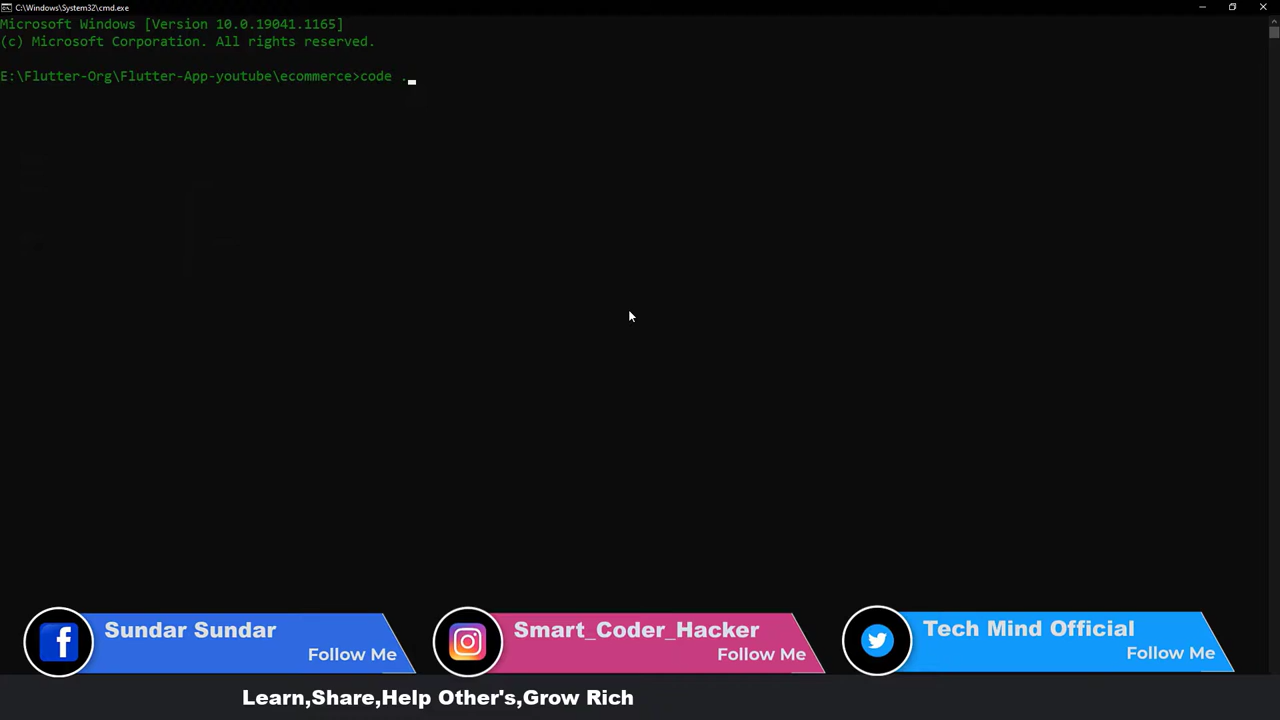 C:\Windows\System32\cmd.exe
Microsoft Windows [Version 10.0.19041.1165]
(c) Microsoft Corporation. All rights reserved.
E:\Flutter-Org\Flutter-App-youtube\ecommerce>code .
Sundar Sundar
Follow Me
Smart_Coder_Hacker
Follow Me
Tech Mind Official
Follow Me
Learn,Share,Help Other's,Grow Rich